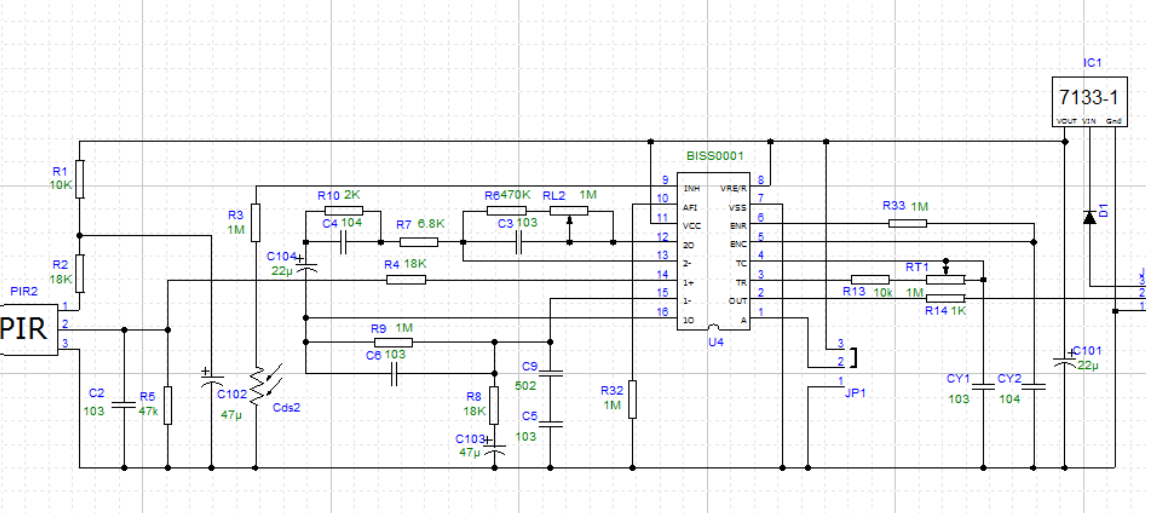 IC1
7133-1
VOUT VIN Gnd
BISS0001
R1
10K
R2
18K
PIR2
PIR
1
2
3
C2
103
R5
47k
C102
47µ
+
R3
1M
Cds2
R10 2K
C4 104
C104
+
22µ
R7 6.8K
R6 470K
RL2 1M
C3 103
R4 18K
R9 1M
C6 103
R8
18K
C103
+
47µ
C9
502
C5
103
R32
1M
9 INH VRE/R 8
10 AFI VSS 7
11 VCC ENR 6
12 2O ENC 5
13 2- TC 4
14 1+ TR 3
15 1- OUT 2
16 1O A 1
U4
R33 1M
RT1
1M
R13 10k
R14 1K
3
2
1
JP1
CY1
103
CY2
104
C101
+
22µ
D1
J
3
2
1